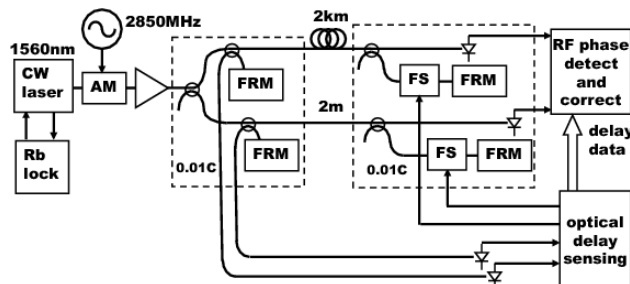 2850MHz
2km
1560nm
CW
laser
AM
FRM
FS
FRM
RF phase
detect
and
correct
2m
Rb
lock
0.01C
FRM
0.01C
FS
FRM
delay
data
optical
delay
sensing